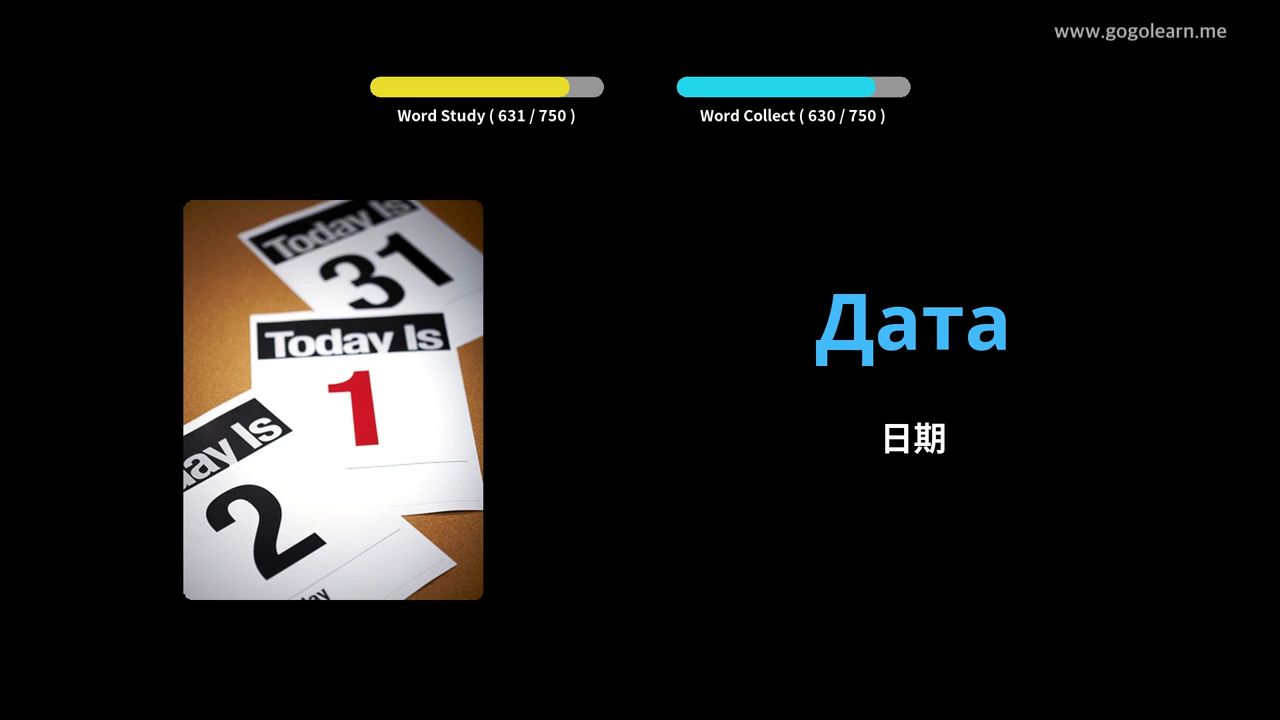 www.gogolearn.me
Word Study ( 631 / 750 )
Word Collect ( 630 / 750 )
Today Is
31
Today Is
1
ay Is
2
Дата
日期